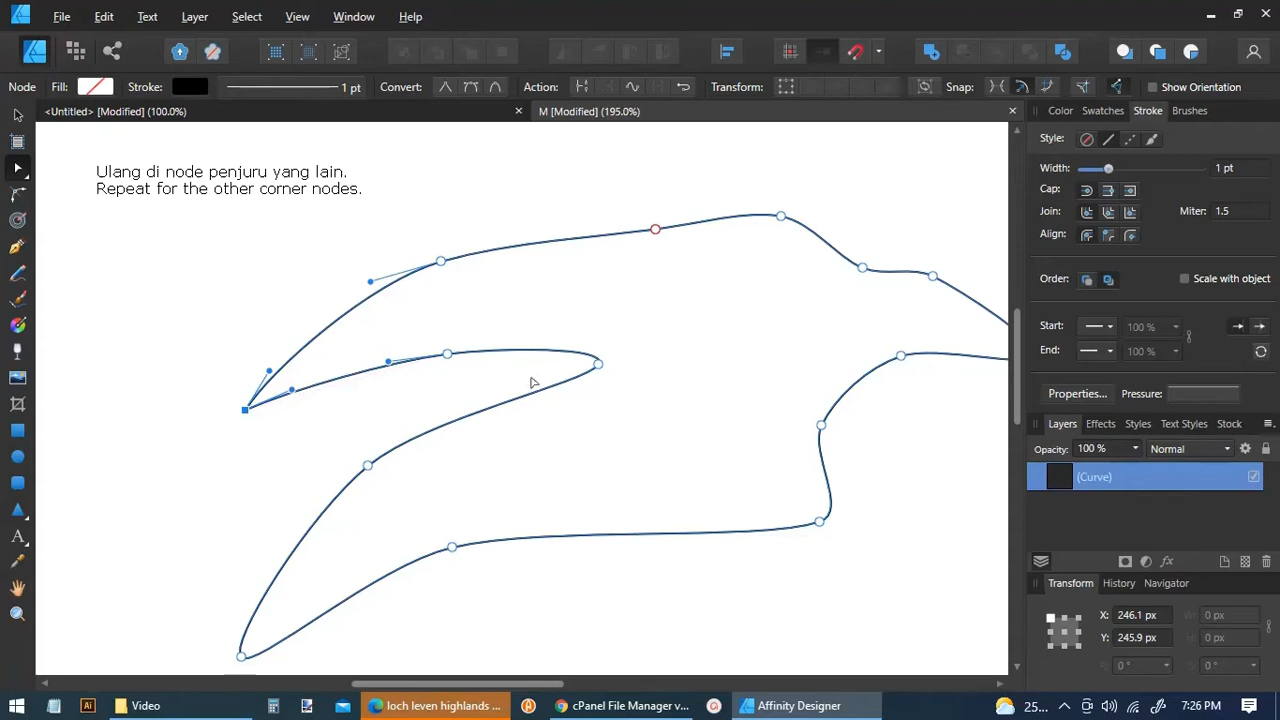 File Edit Text Layer Select View Window Help
Node Fill: Stroke: 1 pt Convert: Action: Transform: Snap: Show Orientation
<Untitled> [Modified] (100.0%) M [Modified] (195.0%)
Color Swatches Stroke Brushes
Ulang di node penjuru yang lain.
Repeat for the other corner nodes.
Style:
Width: 1 pt
Cap:
Join: Miter: 1.5
Align:
Order: Scale with object
Start: 100 %
End: 100 %
Properties... Pressure:
Layers Effects Styles Text Styles Stock
Opacity: 100 % Normal
(Curve)
fx
Transform History Navigator
X: 246.1 px W: 0 px
Y: 245.9 px H: 0 px
0 ° 0 °
Ai Video loch leven highlands ... cPanel File Manager v... Affinity Designer 25... 7:26 PM